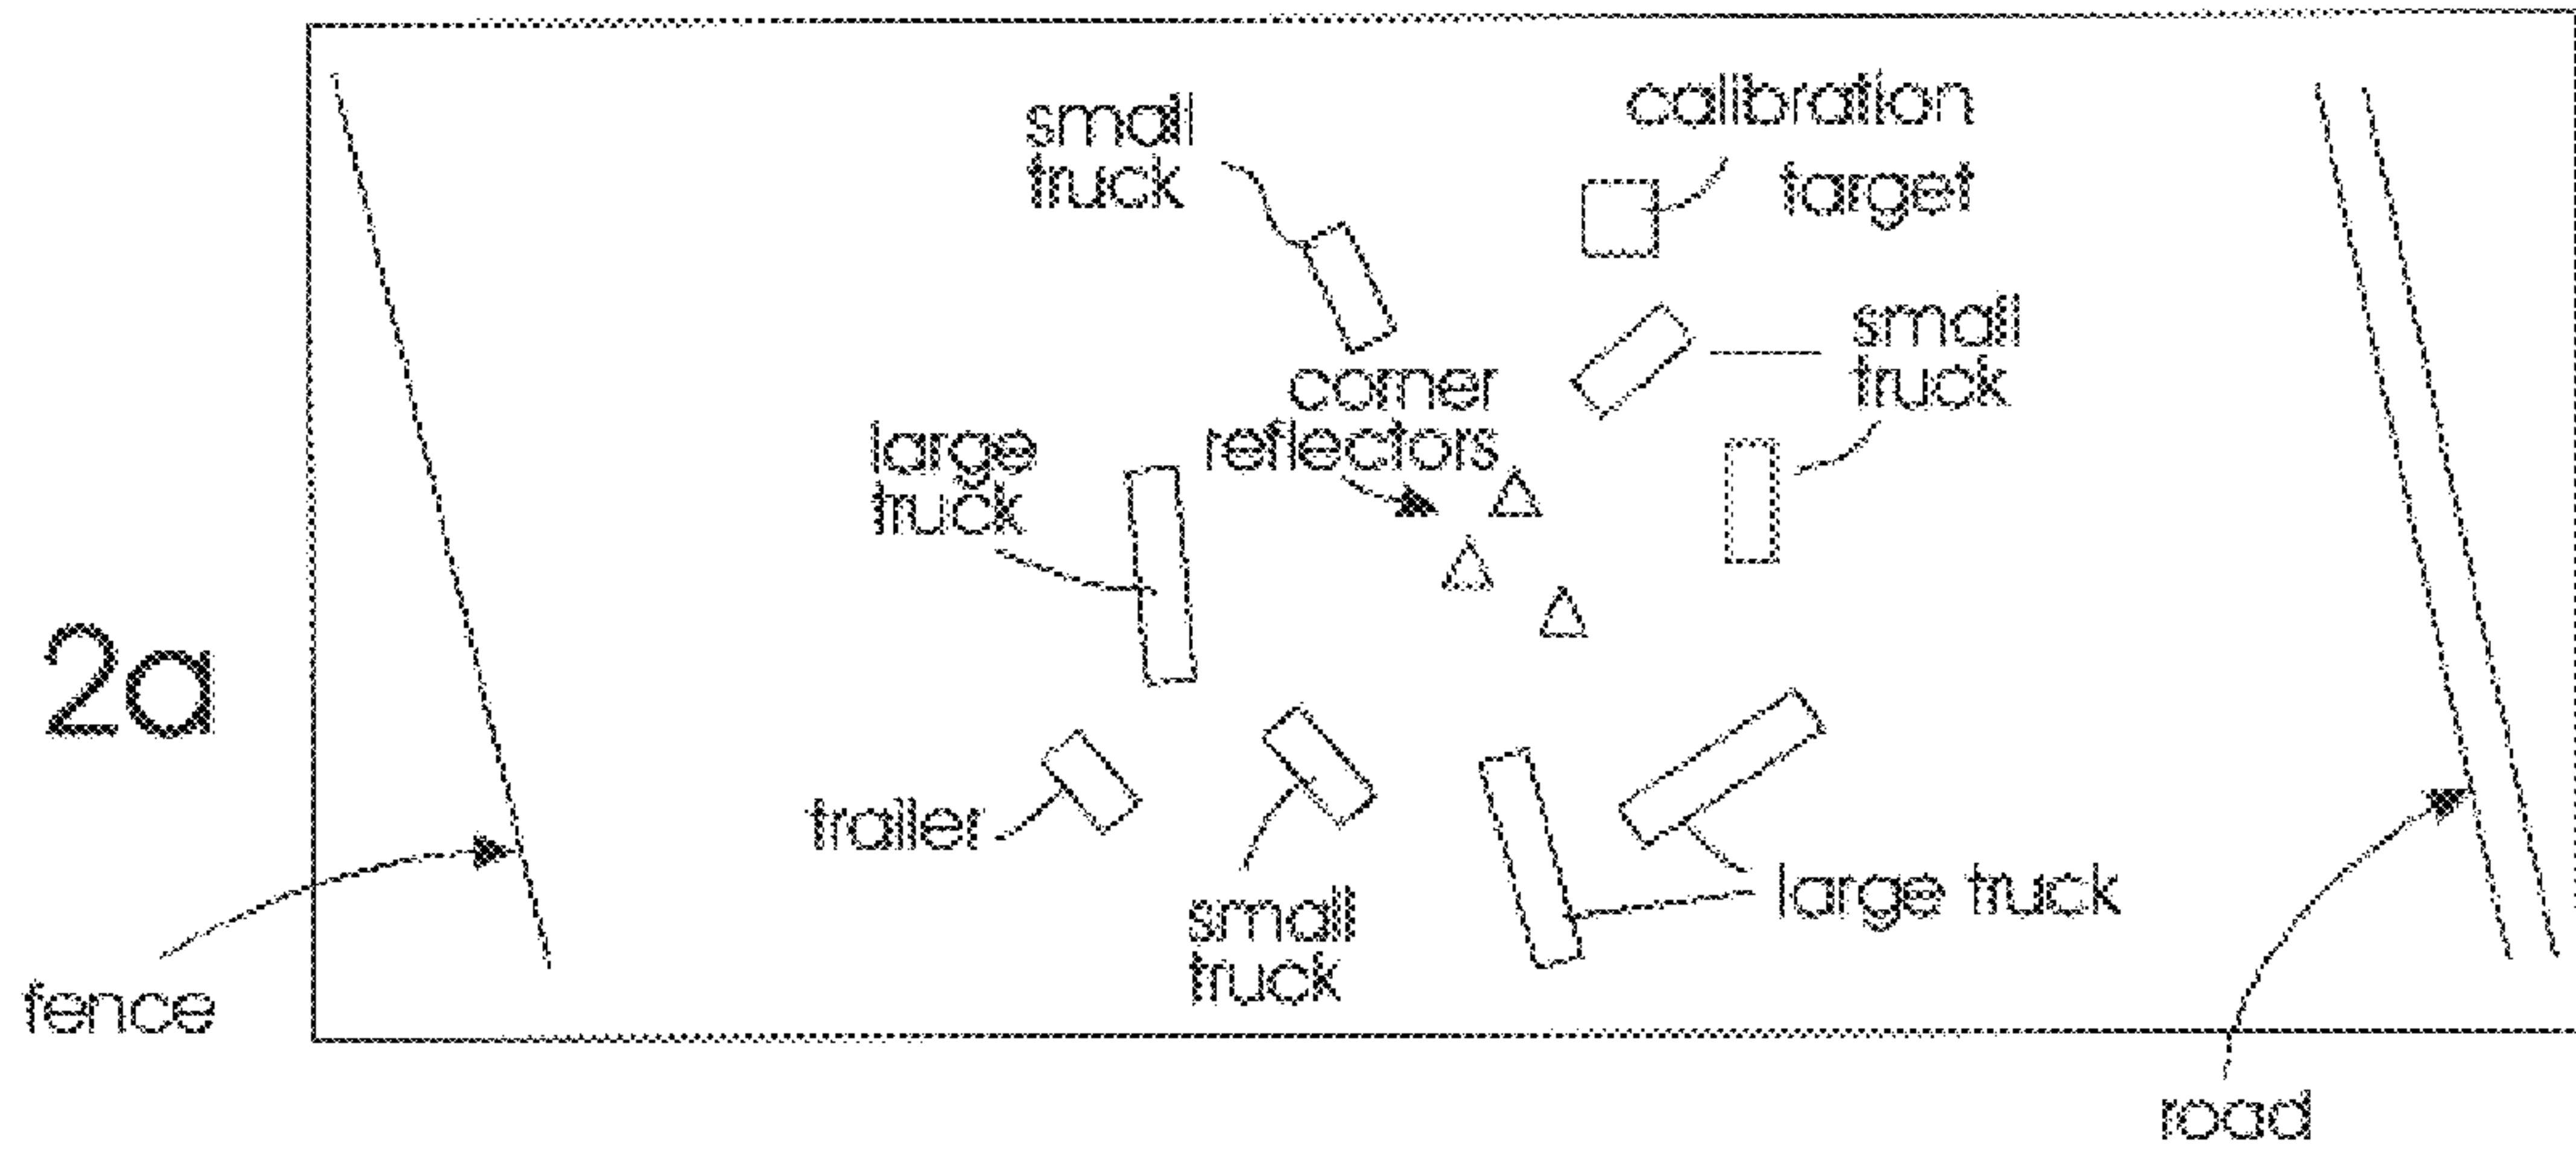 small
truck
calibration
target
small
truck
corner
reflectors
large
truck
2a
trailer
small
truck
large truck
fence
road